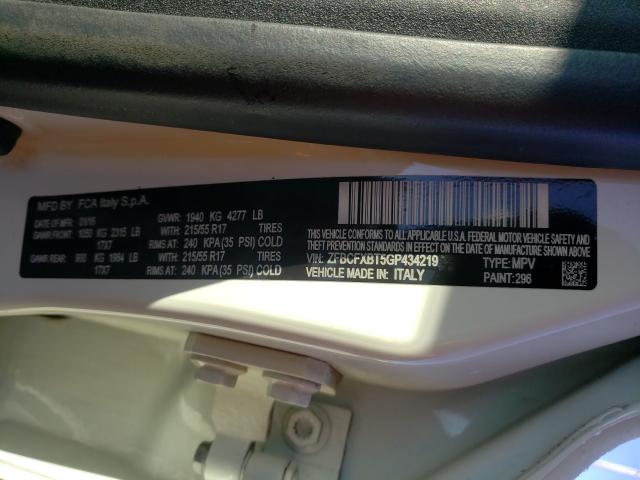 MFD BY: FCA Italy S.p.A.
DATE OF MFD: 01/16 GVWR: 1940 KG 4277 LB
GAWR FRONT: 1050 KG 2315 LB WITH: 215/55 R17 TIRES
17X7 RIMS AT: 240 KPA(35 PSI) COLD
GAWR REAR: 900 KG 1984 LB WITH: 215/55 R17 TIRES
17X7 RIMS AT: 240 KPA(35 PSI) COLD
THIS VEHICLE CONFORMS TO ALL APPLICABLE U.S.A. FEDERAL MOTOR VEHICLE SAFETY
BUMPER AND THEFT PREVENTION STANDARDS IN EFFECT ON THE DATE OF MANUFACTURE SHOWN ABOVE
VIN: ZFBCFXBT5GP434219 TYPE: MPV
VEHICLE MADE IN: ITALY PAINT: 296